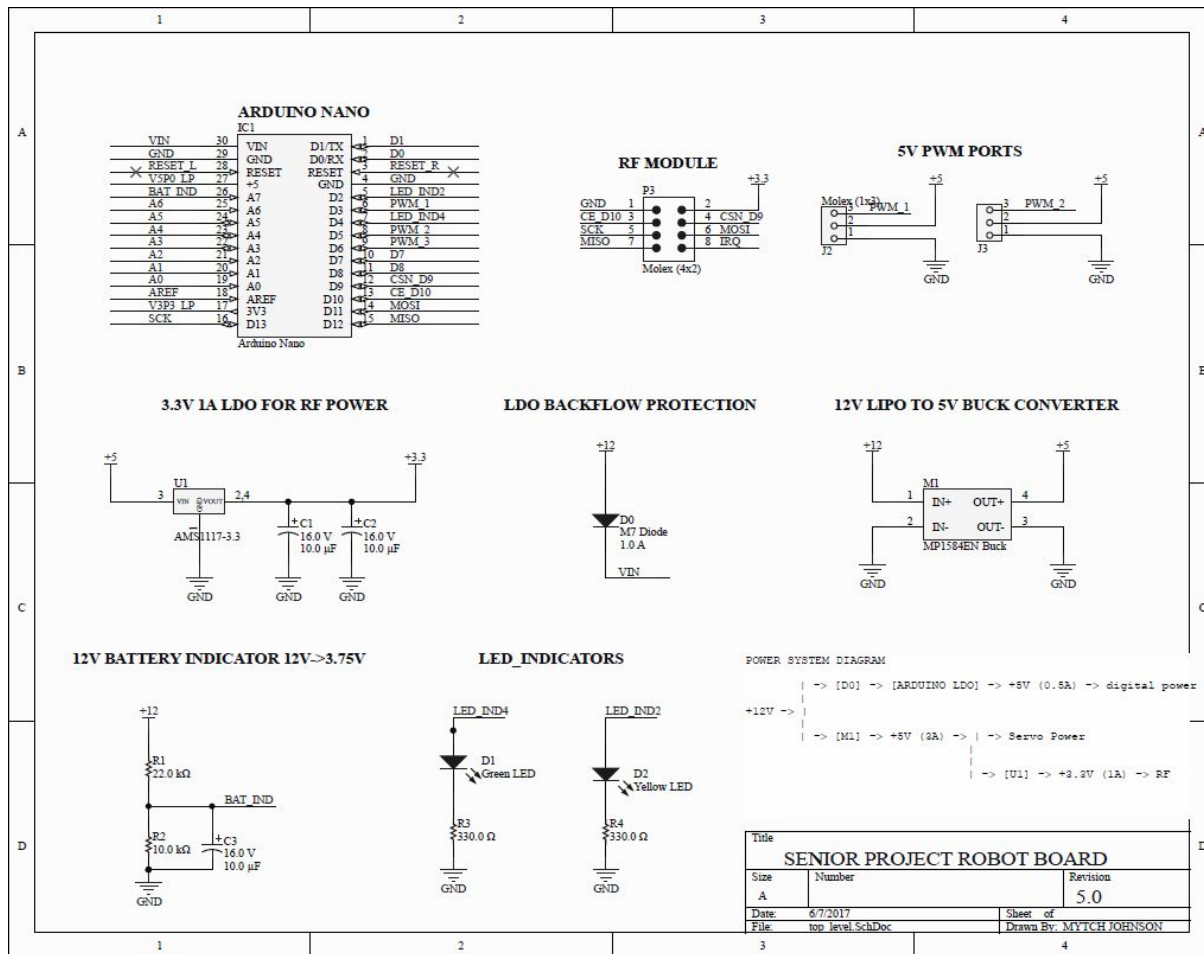 1 2 3 4
A A
B B
C C
D D
ARDUINO NANO
IC1
VIN 30 VIN D1/TX 1 D1
GND 29 GND D0/RX 2 D0
RESET_L 28 RESET RESET 3 RESET_R
V5P0_LP 27 +5 GND 4 GND
BAT_IND 26 A7 D2 5 LED_IND2
A6 25 A6 D3 6 PWM_1
A5 24 A5 D4 7 LED_IND4
A4 23 A4 D5 8 PWM_2
A3 22 A3 D6 9 PWM_3
A2 21 A2 D7 10 D7
A1 20 A1 D8 11 D8
A0 19 A0 D9 12 CSN_D9
AREF 18 AREF D10 13 CE_D10
V3P3_LP 17 3V3 D11 14 MOSI
SCK 16 D13 D12 15 MISO
Arduino Nano
RF MODULE
+3.3
P3
GND 1 2
CE_D10 3 4 CSN_D9
SCK 5 6 MOSI
MISO 7 8 IRQ
Molex (4x2)
5V PWM PORTS
+5 +5
Molex (1x3)
3 PWM_1
2
1
J2
GND
3 PWM_2
2
1
J3
GND
3.3V 1A LDO FOR RF POWER
+5 +3.3
U1
3 VIN GND VOUT 2,4
1
AMS1117-3.3
+ C1
16.0 V
10.0 µF
+ C2
16.0 V
10.0 µF
GND GND GND
LDO BACKFLOW PROTECTION
+12
D0
M7 Diode
1.0 A
VIN
12V LIPO TO 5V BUCK CONVERTER
+12 +5
M1
1 IN+ OUT+ 4
2 IN- OUT- 3
MP1584EN Buck
GND GND
12V BATTERY INDICATOR 12V->3.75V
+12
R1
22.0 kΩ
BAT_IND
R2
10.0 kΩ
+ C3
16.0 V
10.0 µF
GND
LED_INDICATORS
LED_IND4 LED_IND2
D1
Green LED
D2
Yellow LED
R3
330.0 Ω
R4
330.0 Ω
GND GND
POWER SYSTEM DIAGRAM
| -> [D0] -> [ARDUINO LDO] -> +5V (0.5A) -> digital power
|
+12V -> |
|
| -> [M1] -> +5V (3A) -> | -> Servo Power
|
|
| -> [U1] -> +3.3V (1A) -> RF
Title
SENIOR PROJECT ROBOT BOARD
Size Number Revision
A 5.0
Date: 6/7/2017 Sheet of
File: top_level.SchDoc Drawn By: MYTCH JOHNSON
1 2 3 4